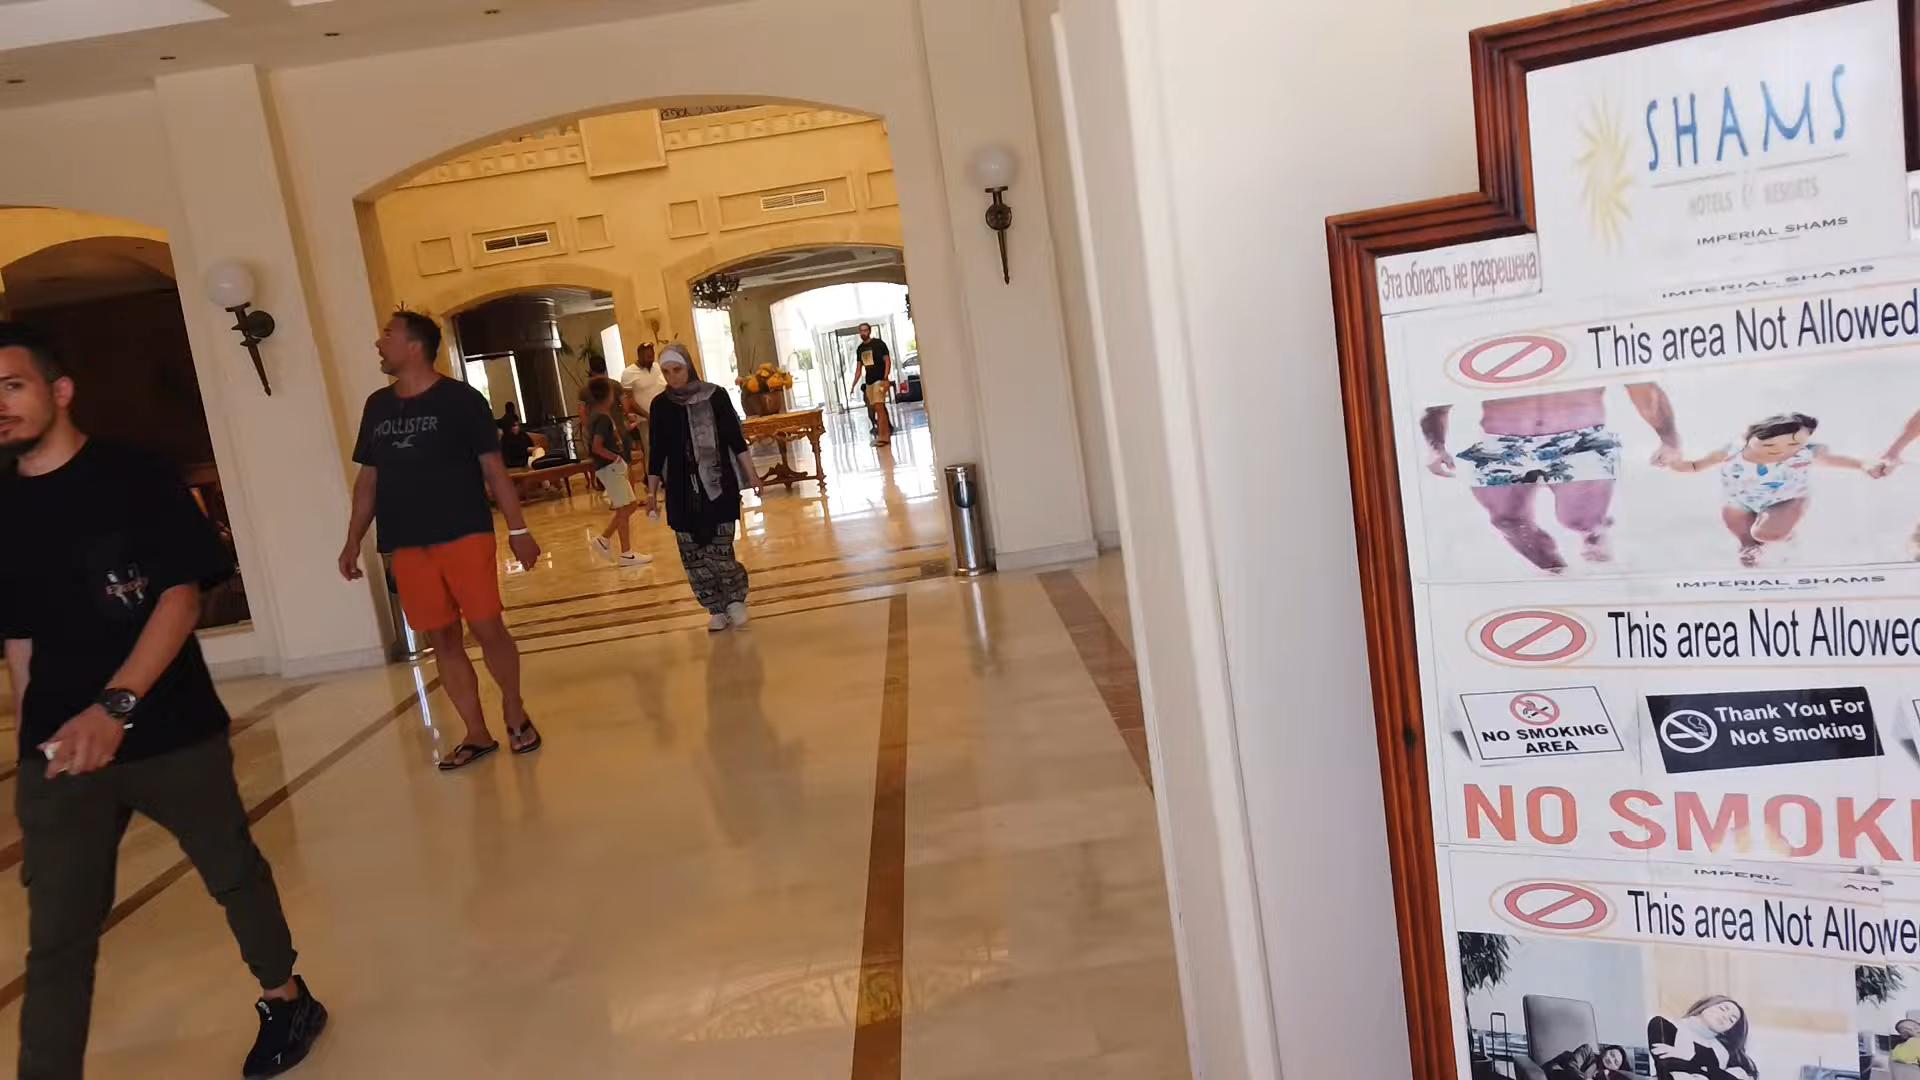 HOLLISTER
SHAMS
HOTELS & RESORTS
IMPERIAL SHAMS
Эта область не разрешена
IMPERIAL SHAMS
This area Not Allowed
IMPERIAL SHAMS
This area Not Allowed
NO SMOKING
AREA
Thank You For
Not Smoking
NO SMOKI
This area Not Allowe